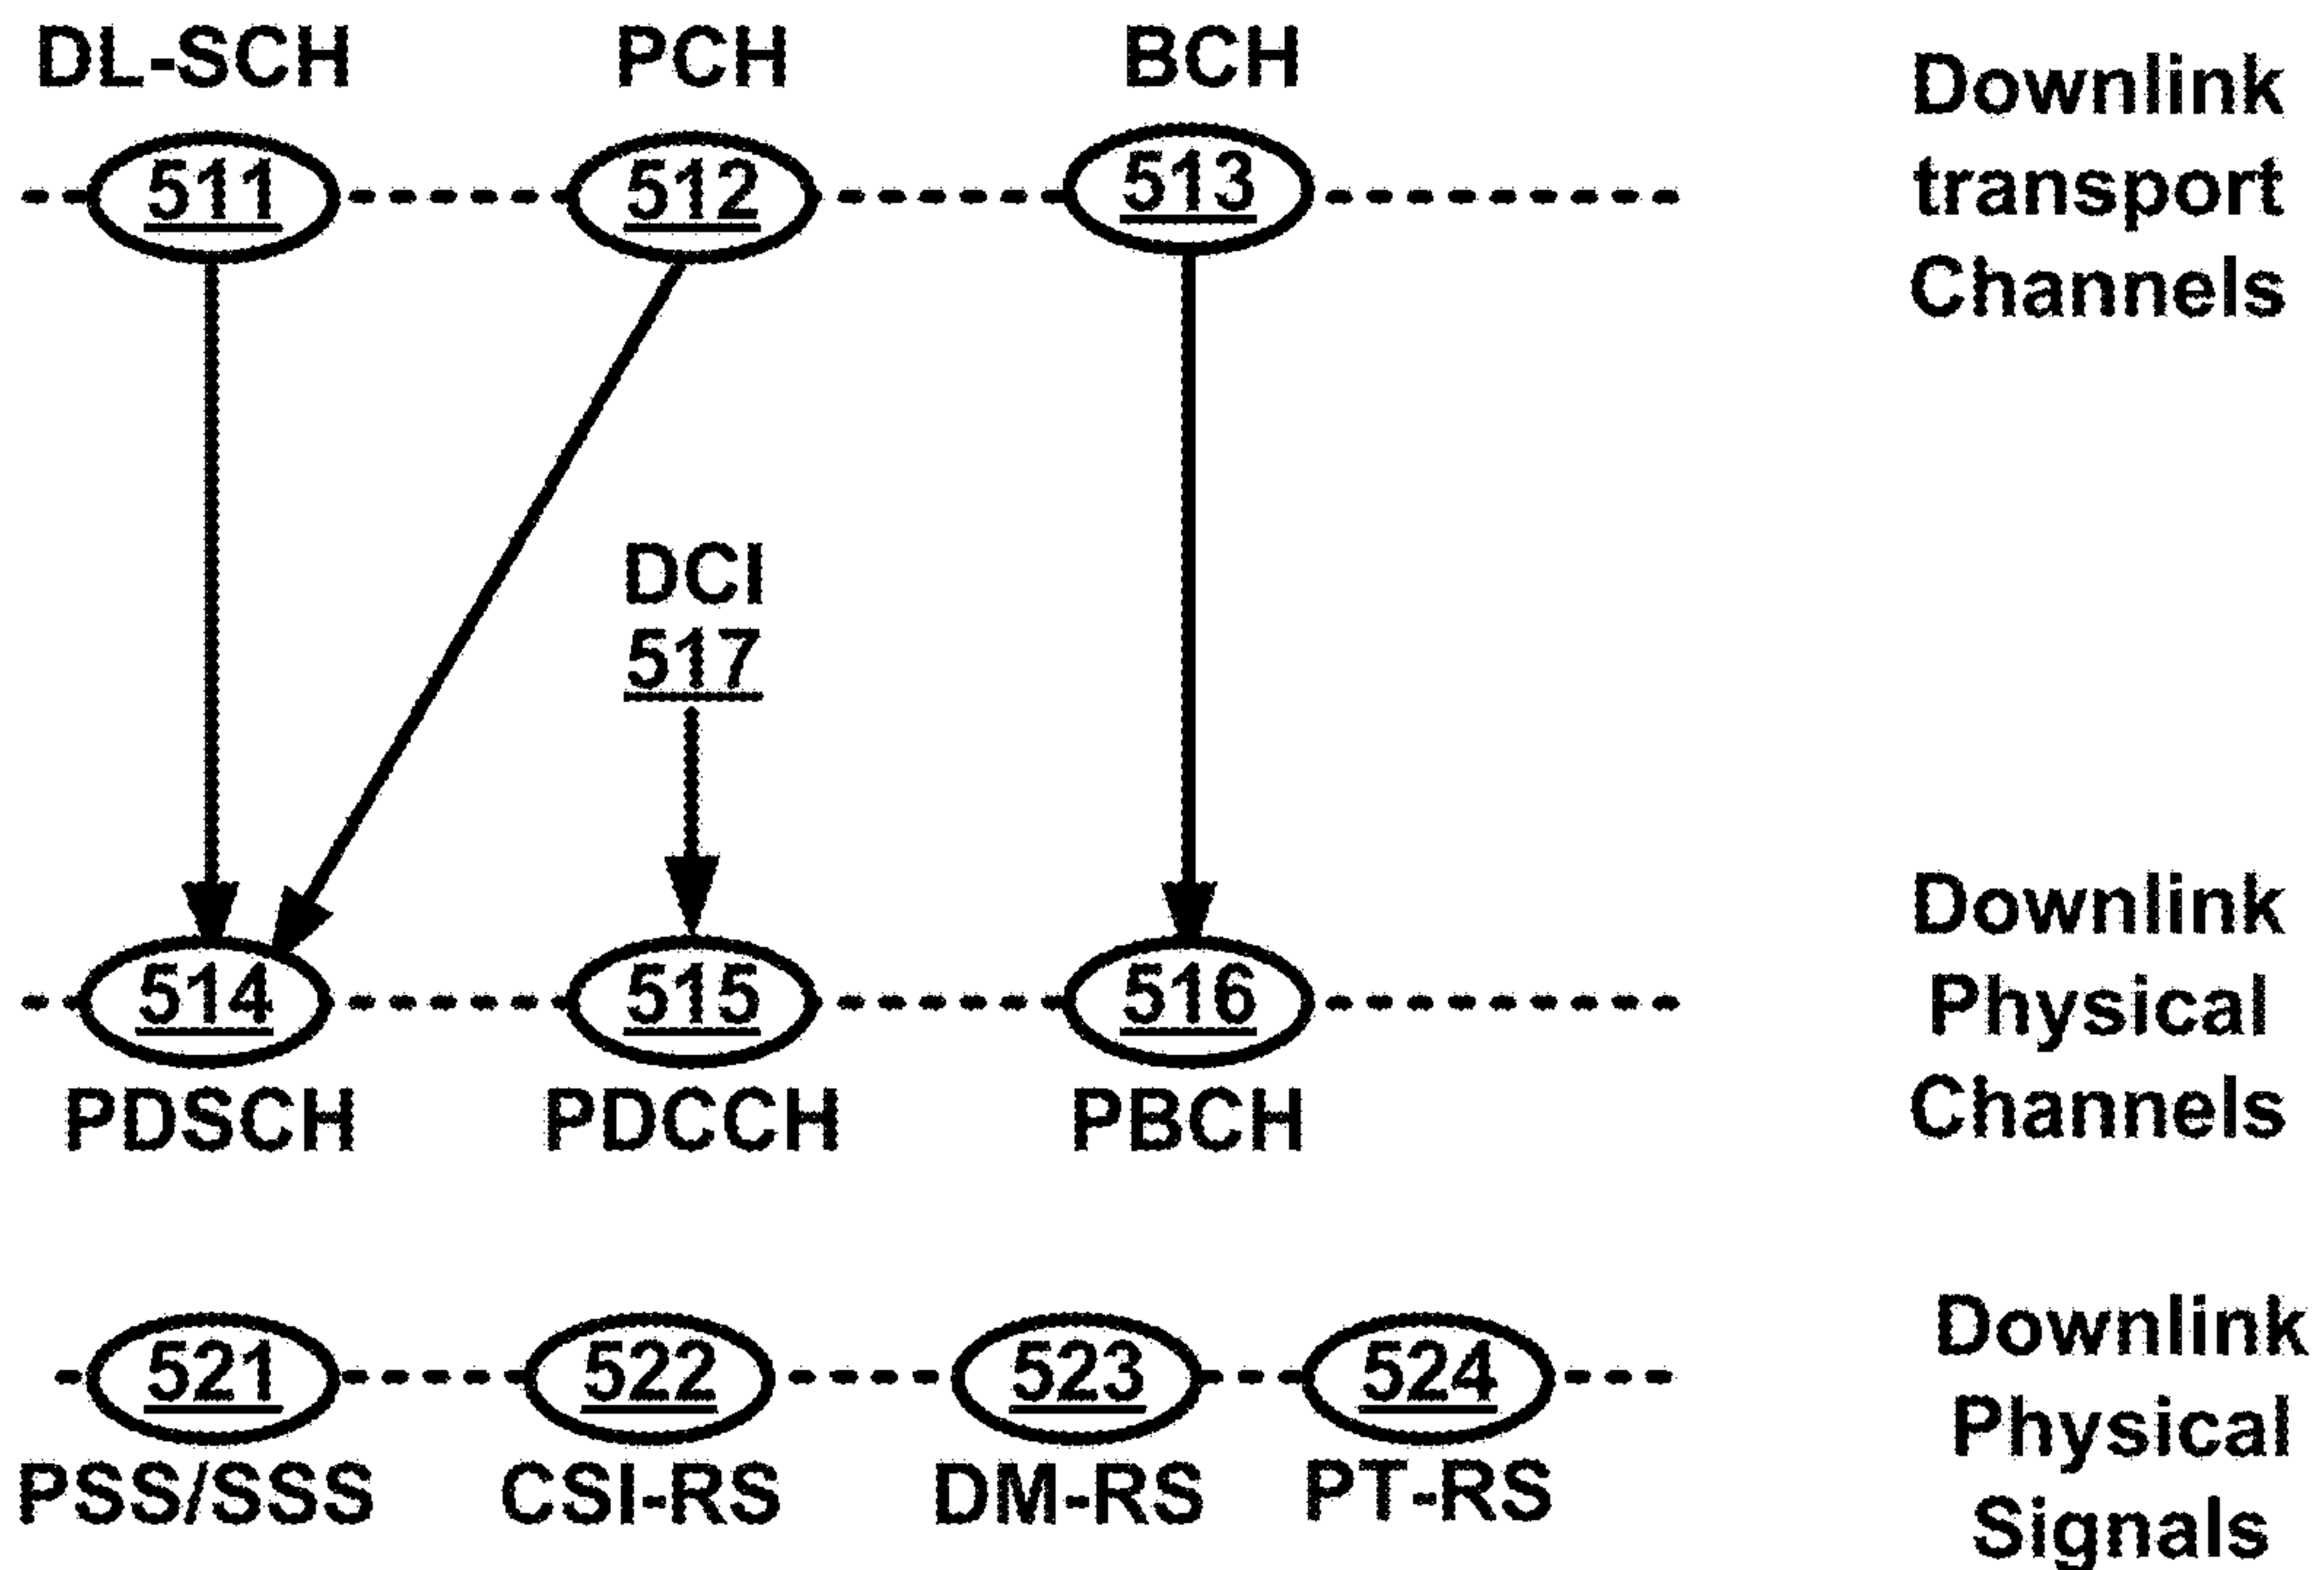 DL-SCH PCH BCH
511 512 513
Downlink
transport
Channels
DCI
517
514 515 516
PDSCH PDCCH PBCH
Downlink
Physical
Channels
521 522 523 524
PSS/SSS CSI-RS DM-RS PT-RS
Downlink
Physical
Signals